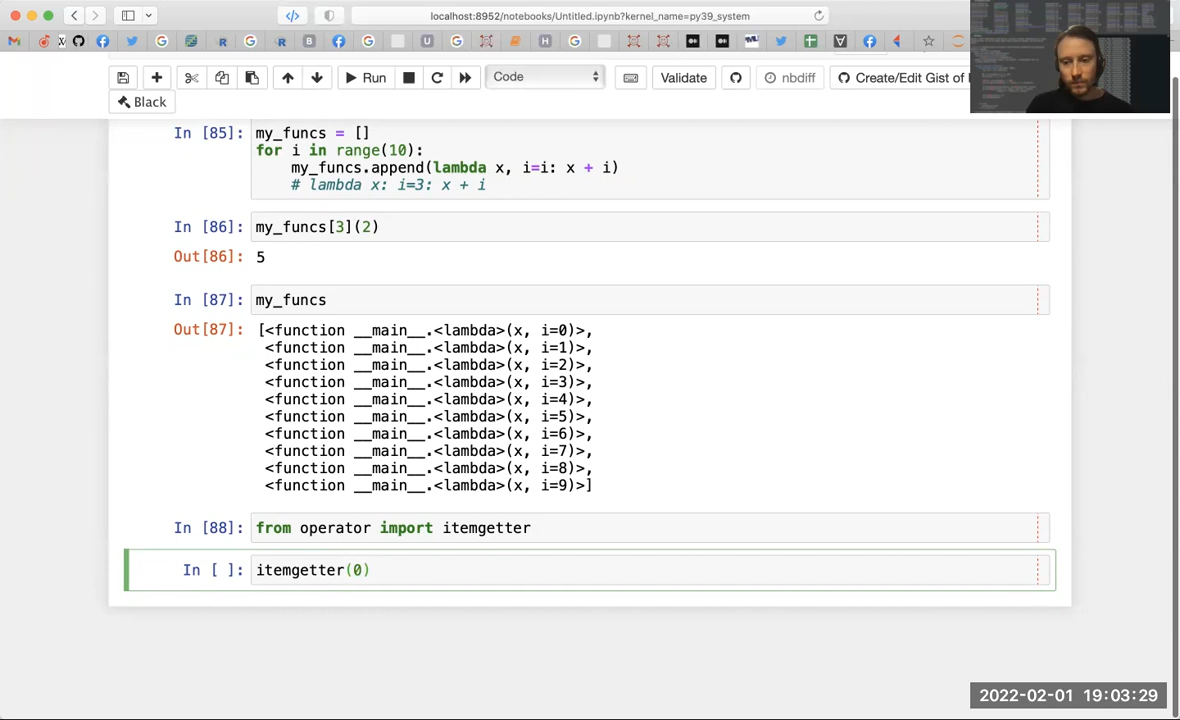 localhost:8952/notebooks/Untitled.ipynb?kernel_name=py39_system
Run
Code
Validate
nbdiff
Create/Edit Gist of
Black
In [85]: my_funcs = []
for i in range(10):
my_funcs.append(lambda x, i=i: x + i)
# lambda x: i=3: x + i
In [86]: my_funcs[3](2)
Out[86]: 5
In [87]: my_funcs
Out[87]: [<function __main__.<lambda>(x, i=0)>,
<function __main__.<lambda>(x, i=1)>,
<function __main__.<lambda>(x, i=2)>,
<function __main__.<lambda>(x, i=3)>,
<function __main__.<lambda>(x, i=4)>,
<function __main__.<lambda>(x, i=5)>,
<function __main__.<lambda>(x, i=6)>,
<function __main__.<lambda>(x, i=7)>,
<function __main__.<lambda>(x, i=8)>,
<function __main__.<lambda>(x, i=9)>]
In [88]: from operator import itemgetter
In [ ]: itemgetter(0)
2022-02-01 19:03:29